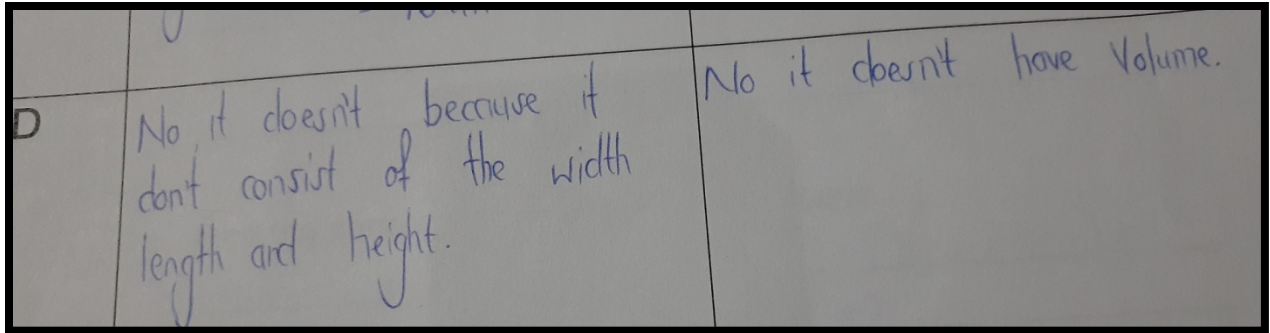 D
No it doesn't because it
don't consist of the width
length and height.
No it doesn't have Volume.